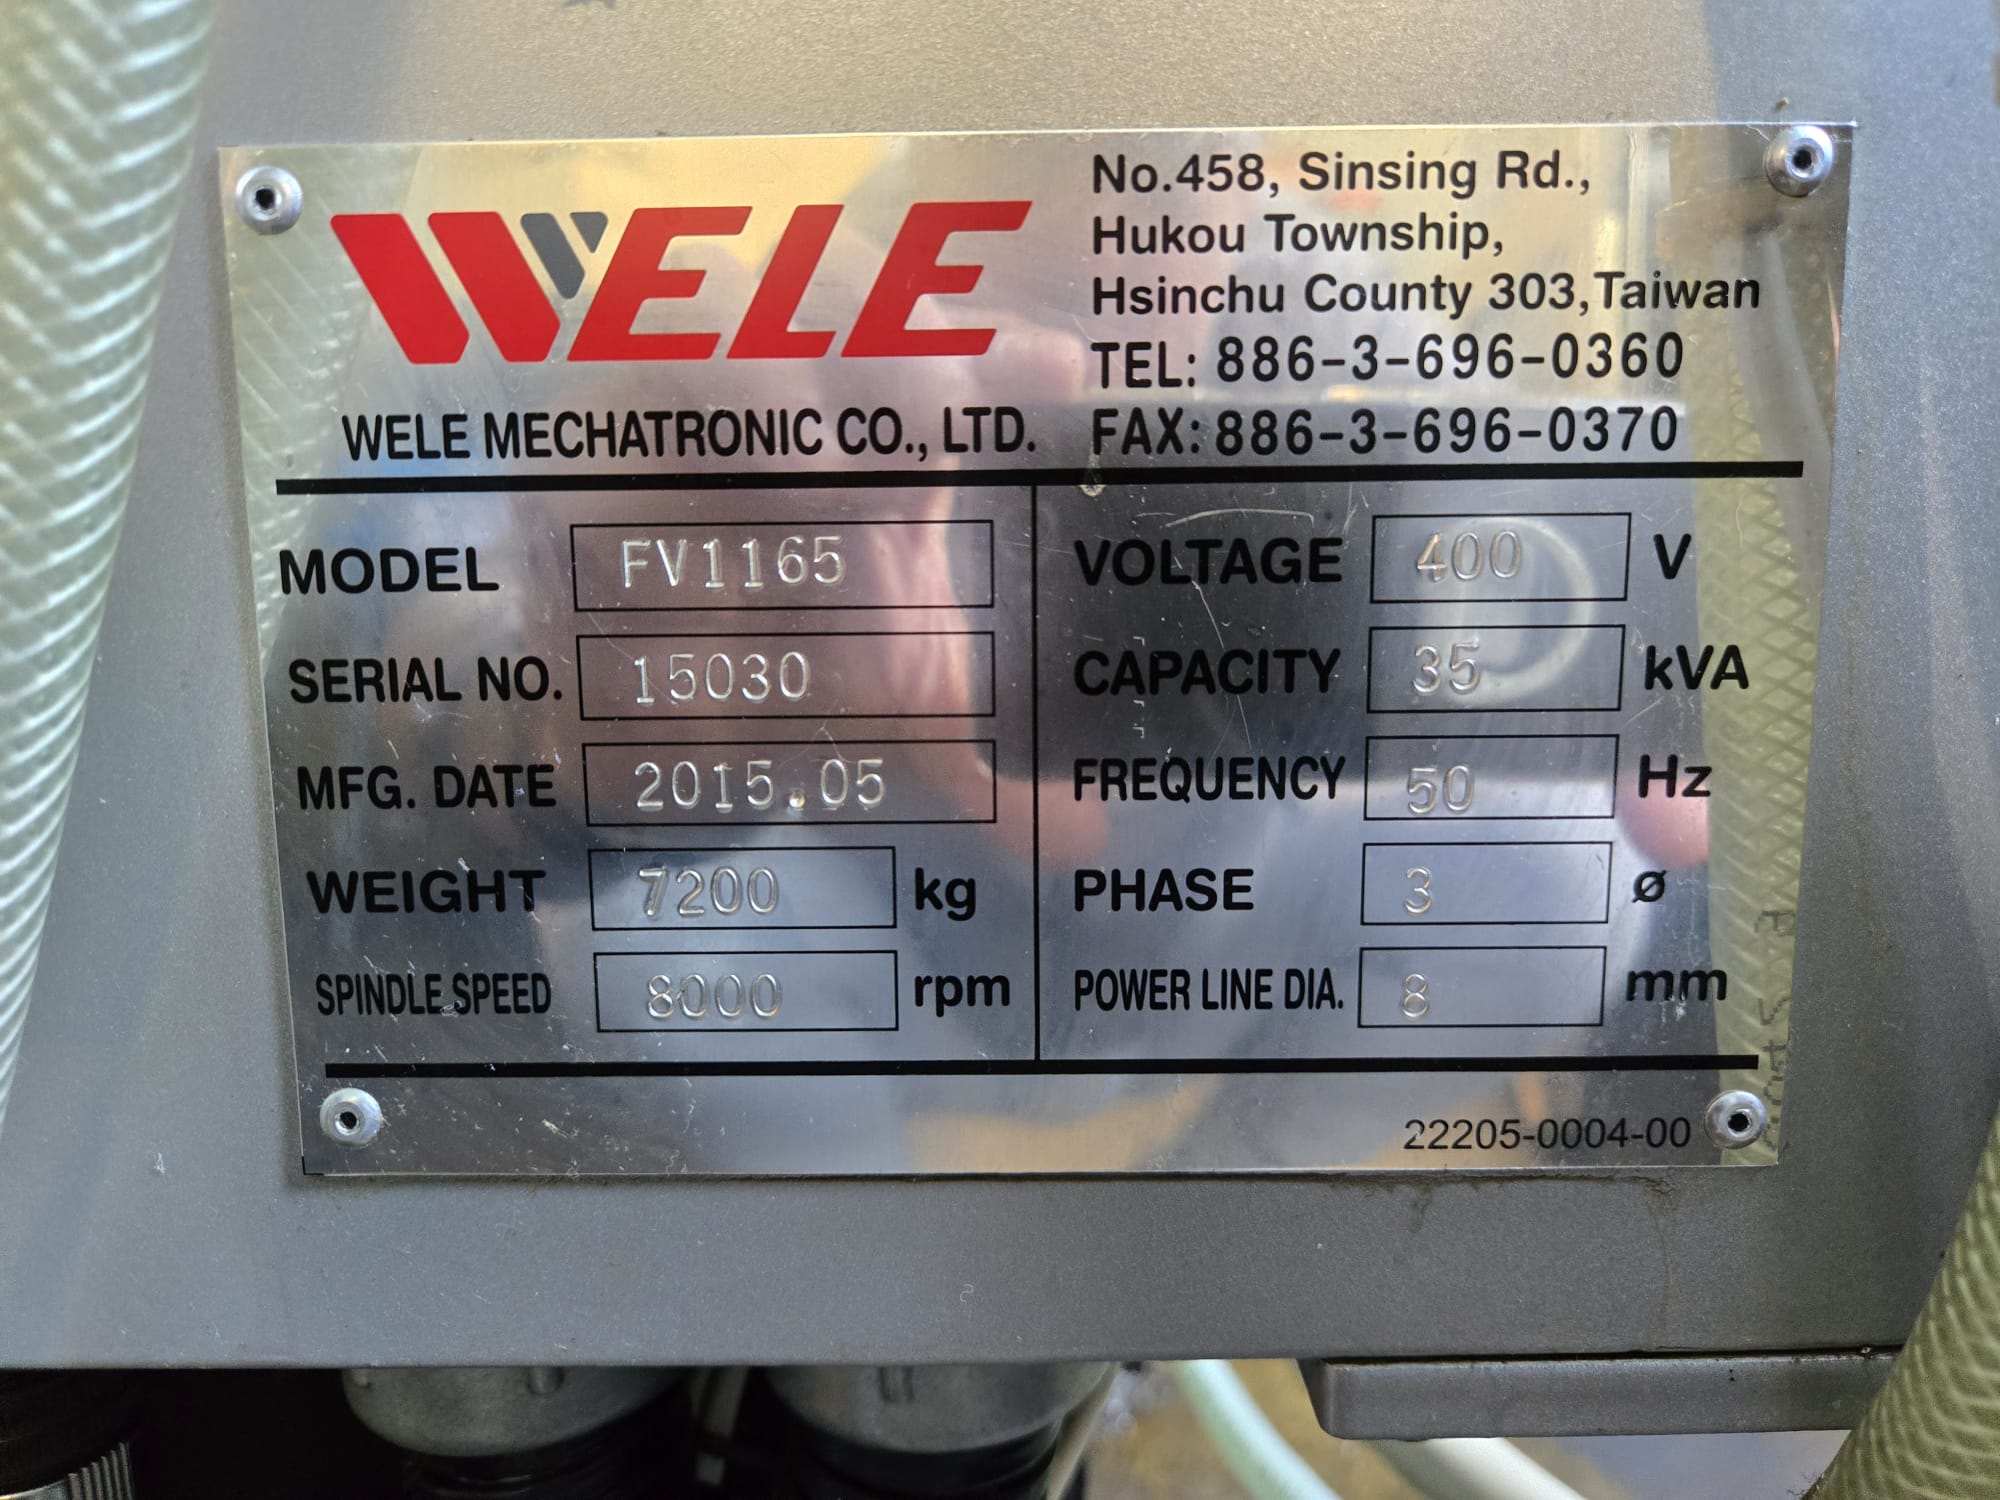 WELE
WELE MECHATRONIC CO., LTD.
No.458, Sinsing Rd.,
Hukou Township,
Hsinchu County 303,Taiwan
TEL: 886-3-696-0360
FAX: 886-3-696-0370
MODEL FV1165
SERIAL NO. 15030
MFG. DATE 2015.05
WEIGHT 7200 kg
SPINDLE SPEED 8000 rpm
VOLTAGE 400 V
CAPACITY 35 kVA
FREQUENCY 50 Hz
PHASE 3 ø
POWER LINE DIA. 8 mm
22205-0004-00